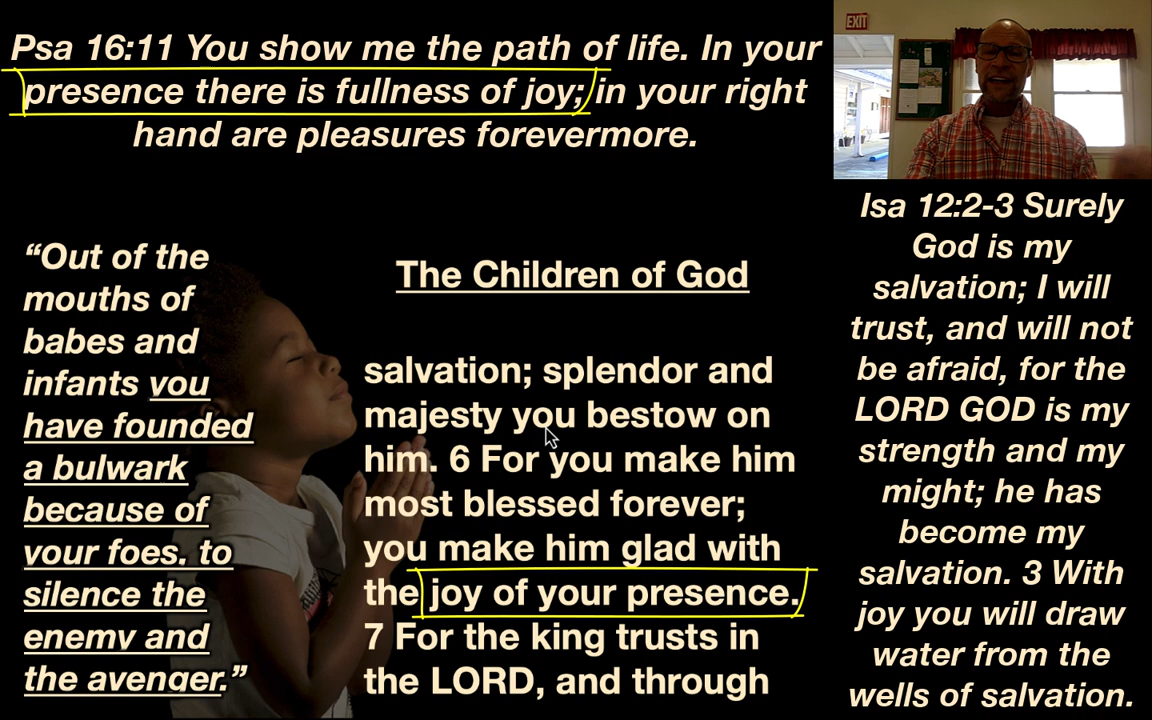 Psa 16:11 You show me the path of life. In your
presence there is fullness of joy; in your right
hand are pleasures forevermore.
EXIT
“Out of the
mouths of
babes and
infants you
have founded
a bulwark
because of
your foes, to
silence the
enemy and
the avenger.”
The Children of God
salvation; splendor and
majesty you bestow on
him. 6 For you make him
most blessed forever;
you make him glad with
the joy of your presence.
7 For the king trusts in
the LORD, and through
Isa 12:2-3 Surely
God is my
salvation; I will
trust, and will not
be afraid, for the
LORD GOD is my
strength and my
might; he has
become my
salvation. 3 With
joy you will draw
water from the
wells of salvation.